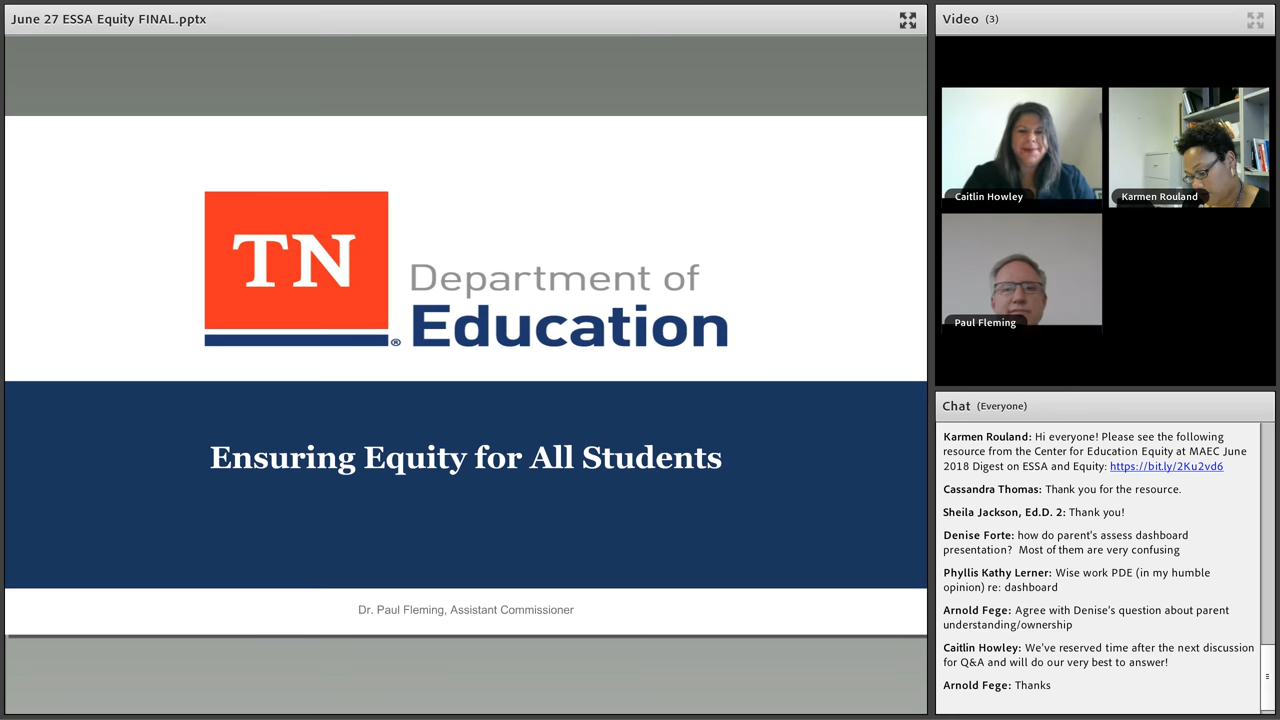 June 27 ESSA Equity FINAL.pptx
TN
® Department of
Education
Ensuring Equity for All Students
Dr. Paul Fleming, Assistant Commissioner
Video (3)
Caitlin Howley
Karmen Rouland
Paul Fleming
Chat (Everyone)
Karmen Rouland: Hi everyone! Please see the following
resource from the Center for Education Equity at MAEC June
2018 Digest on ESSA and Equity: https://bit.ly/2Ku2vd6
Cassandra Thomas: Thank you for the resource.
Sheila Jackson, Ed.D. 2: Thank you!
Denise Forte: how do parent's assess dashboard
presentation? Most of them are very confusing
Phyllis Kathy Lerner: Wise work PDE (in my humble
opinion) re: dashboard
Arnold Fege: Agree with Denise's question about parent
understanding/ownership
Caitlin Howley: We've reserved time after the next discussion
for Q&A and will do our very best to answer!
Arnold Fege: Thanks